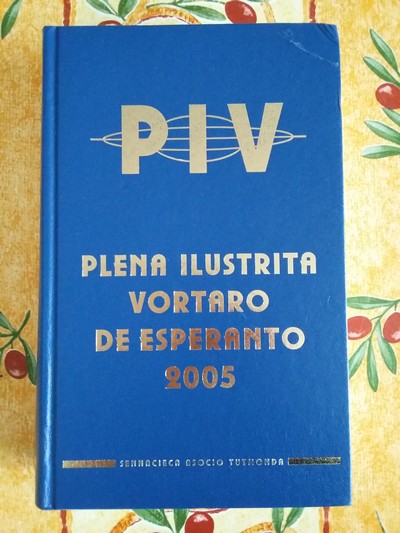 PIV
PLENA ILUSTRITA
VORTARO
DE ESPERANTO
2005
SENNACIECA ASOCIO TUTMONDA